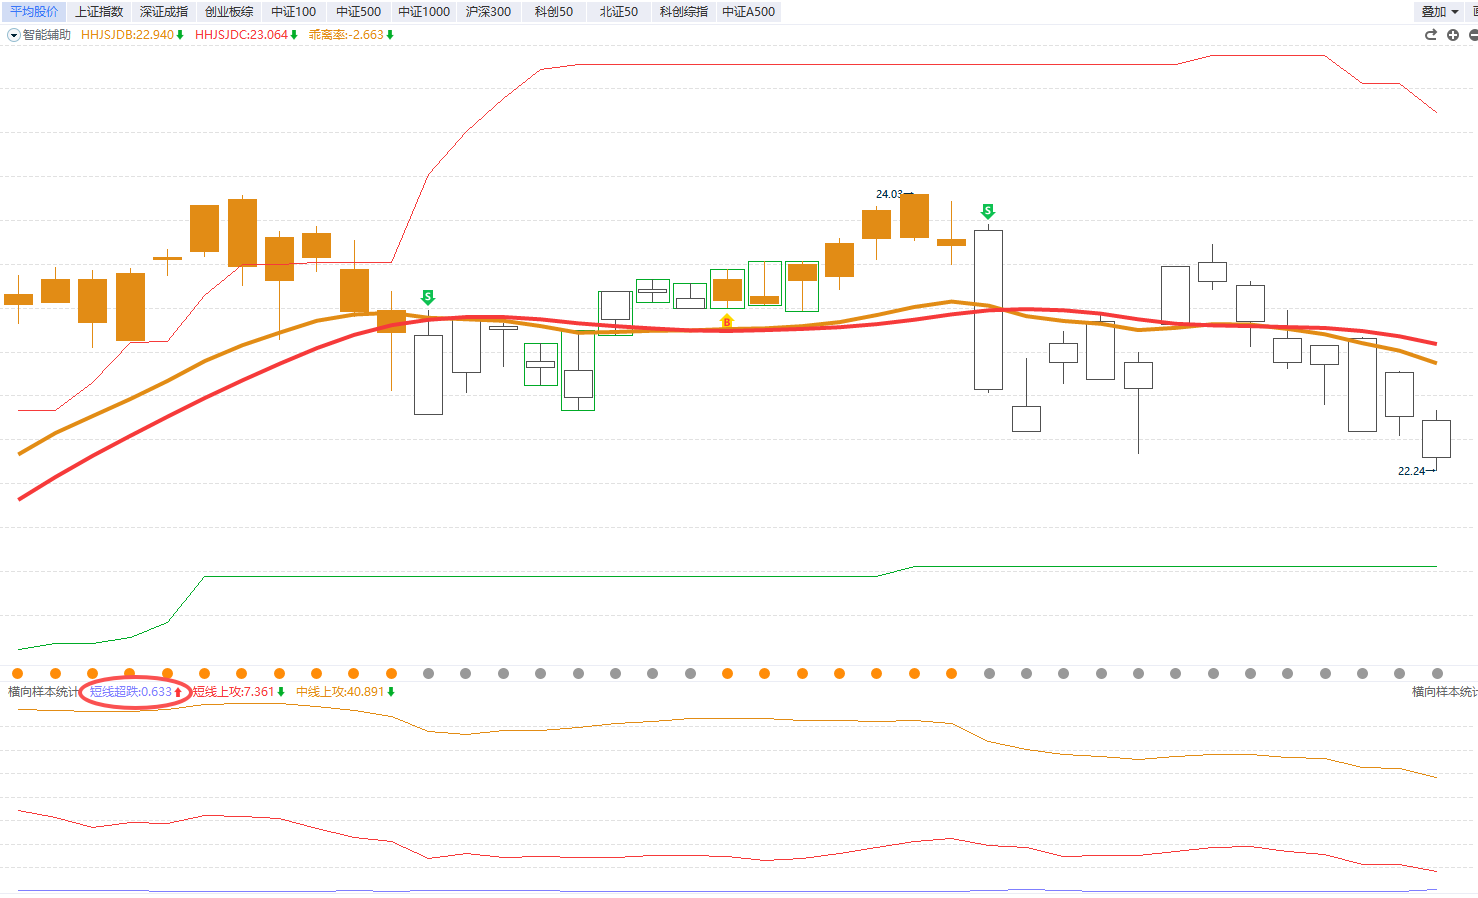 平均股价 上证指数 深证成指 创业板综 中证100 中证500 中证1000 沪深300 科创50 北证50 科创综指 中证A500 叠加
智能辅助 HHJSJDB:22.940 HHJSJDC:23.064 乖离率:-2.663
24.03
S
S
B
22.24
横向样本统计 短线超跌:0.633 短线上攻:7.361 中线上攻:40.891 横向样本统计